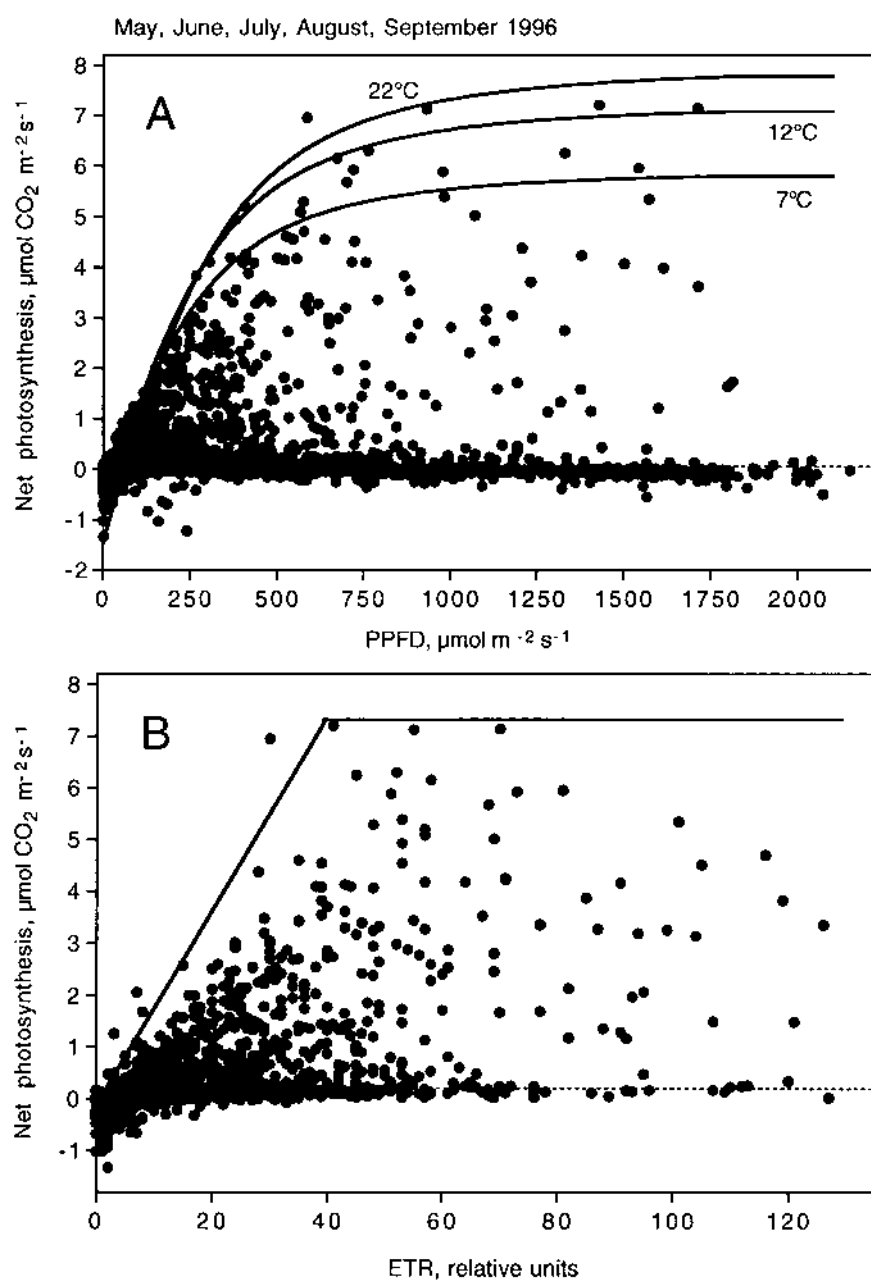 May, June, July, August, September 1996
A
22°C
12°C
7°C
8
7
6
5
4
3
2
1
0
-1
-2
Net photosynthesis, µmol CO₂ m⁻² s⁻¹
0 250 500 750 1000 1250 1500 1750 2000
PPFD, µmol m⁻² s⁻¹
B
8
7
6
5
4
3
2
1
0
-1
Net photosynthesis, µmol CO₂ m⁻² s⁻¹
0 20 40 60 80 100 120
ETR, relative units